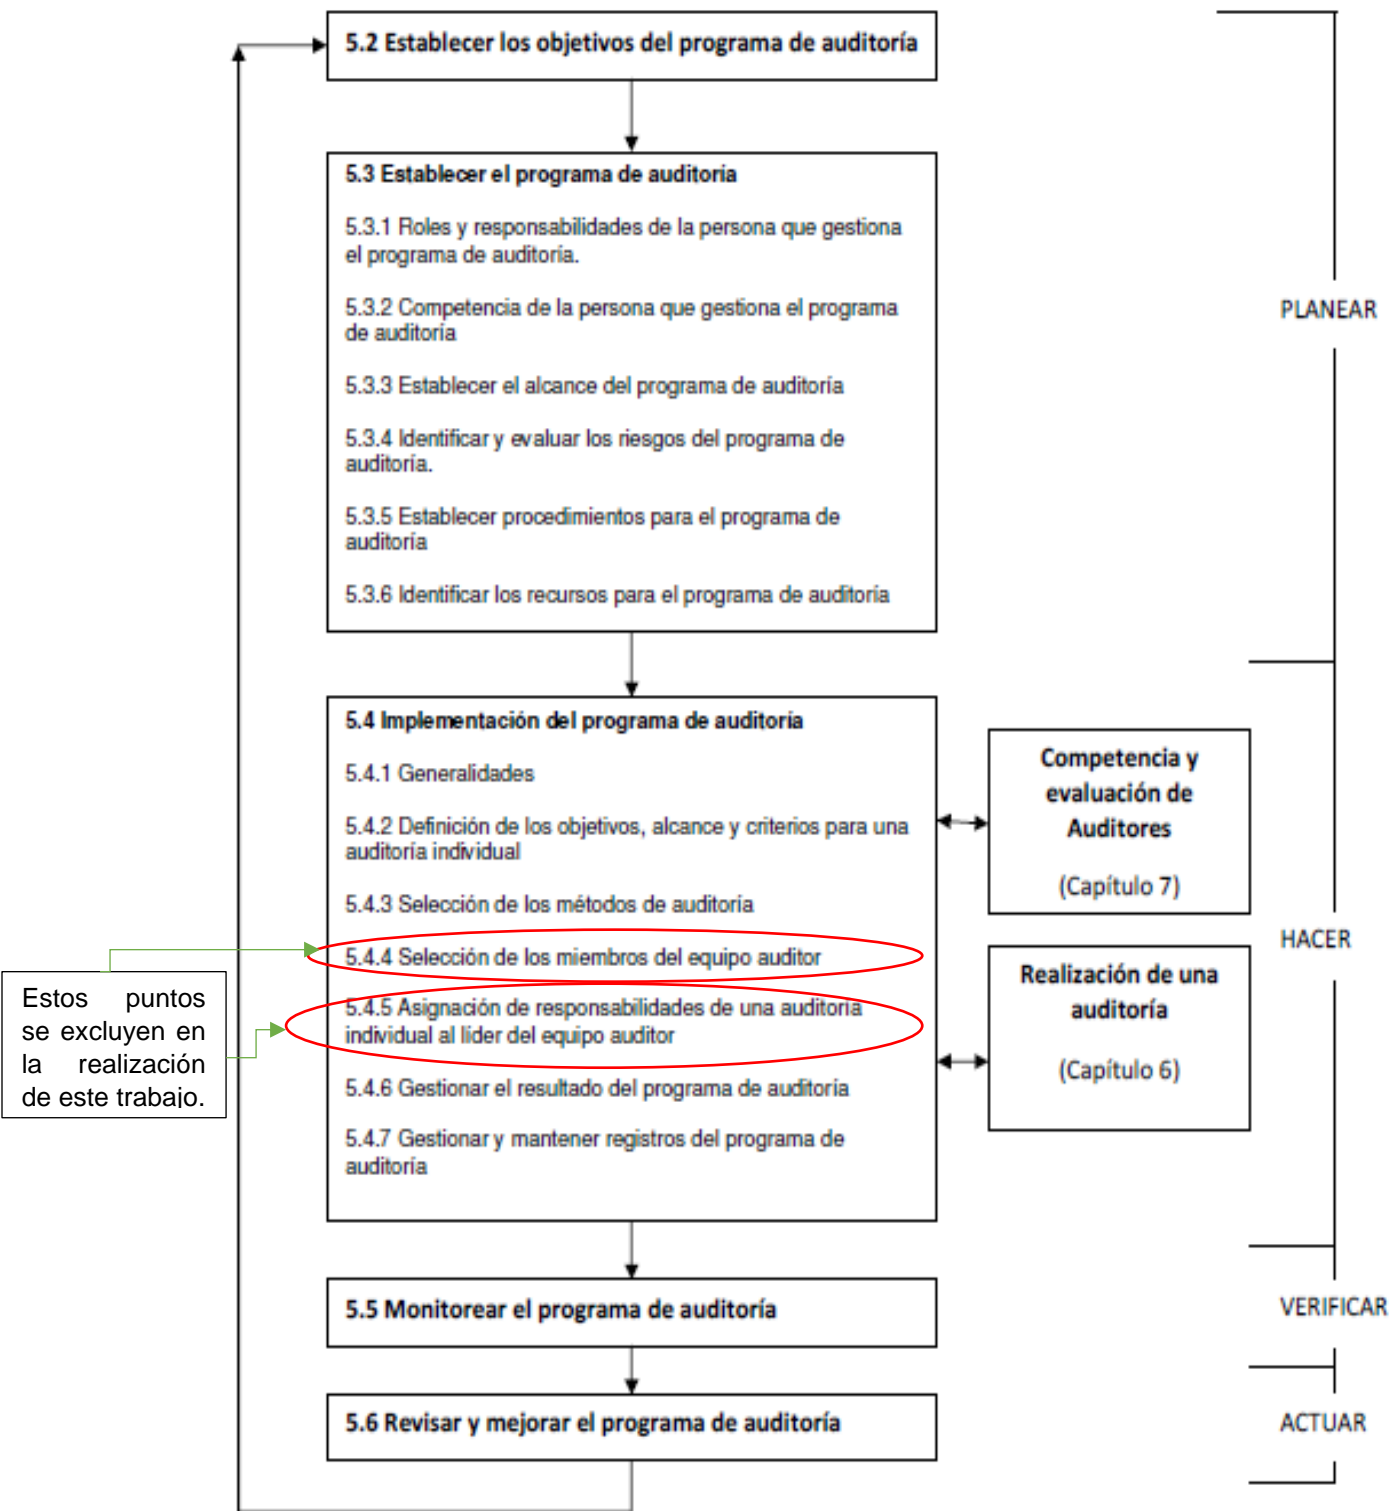 5.2 Establecer los objetivos del programa de auditoría
5.3 Establecer el programa de auditoría
5.3.1 Roles y responsabilidades de la persona que gestiona
el programa de auditoría.
5.3.2 Competencia de la persona que gestiona el programa
de auditoría
5.3.3 Establecer el alcance del programa de auditoría
5.3.4 Identificar y evaluar los riesgos del programa de
auditoría.
5.3.5 Establecer procedimientos para el programa de
auditoría
5.3.6 Identificar los recursos para el programa de auditoría
PLANEAR
5.4 Implementación del programa de auditoría
5.4.1 Generalidades
5.4.2 Definición de los objetivos, alcance y criterios para una
auditoría individual
5.4.3 Selección de los métodos de auditoría
5.4.4 Selección de los miembros del equipo auditor
5.4.5 Asignación de responsabilidades de una auditoría
individual al líder del equipo auditor
5.4.6 Gestionar el resultado del programa de auditoría
5.4.7 Gestionar y mantener registros del programa de
auditoría
Estos puntos
se excluyen en
la realización
de este trabajo.
Competencia y
evaluación de
Auditores
(Capítulo 7)
Realización de una
auditoría
(Capítulo 6)
HACER
5.5 Monitorear el programa de auditoría
VERIFICAR
5.6 Revisar y mejorar el programa de auditoría
ACTUAR